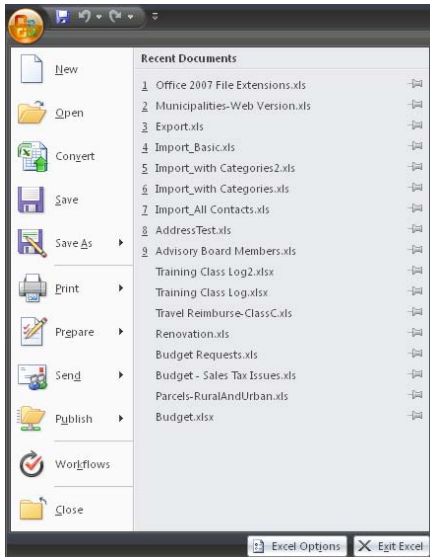 New
Open
Convert
Save
Save As
Print
Prepare
Send
Publish
Workflows
Close
Recent Documents
1 Office 2007 File Extensions.xls
2 Municipalities-Web Version.xls
3 Export.xls
4 Import_Basic.xls
5 Import_with Categories2.xls
6 Import_with Categories.xls
7 Import_All Contacts.xls
8 AddressTest.xls
9 Advisory Board Members.xls
Training Class Log2.xlsx
Training Class Log.xlsx
Travel Reimburse-ClassC.xls
Renovation.xls
Budget Requests.xls
Budget - Sales Tax Issues.xls
Parcels-RuralAndUrban.xls
Budget.xlsx
Excel Options
Exit Excel